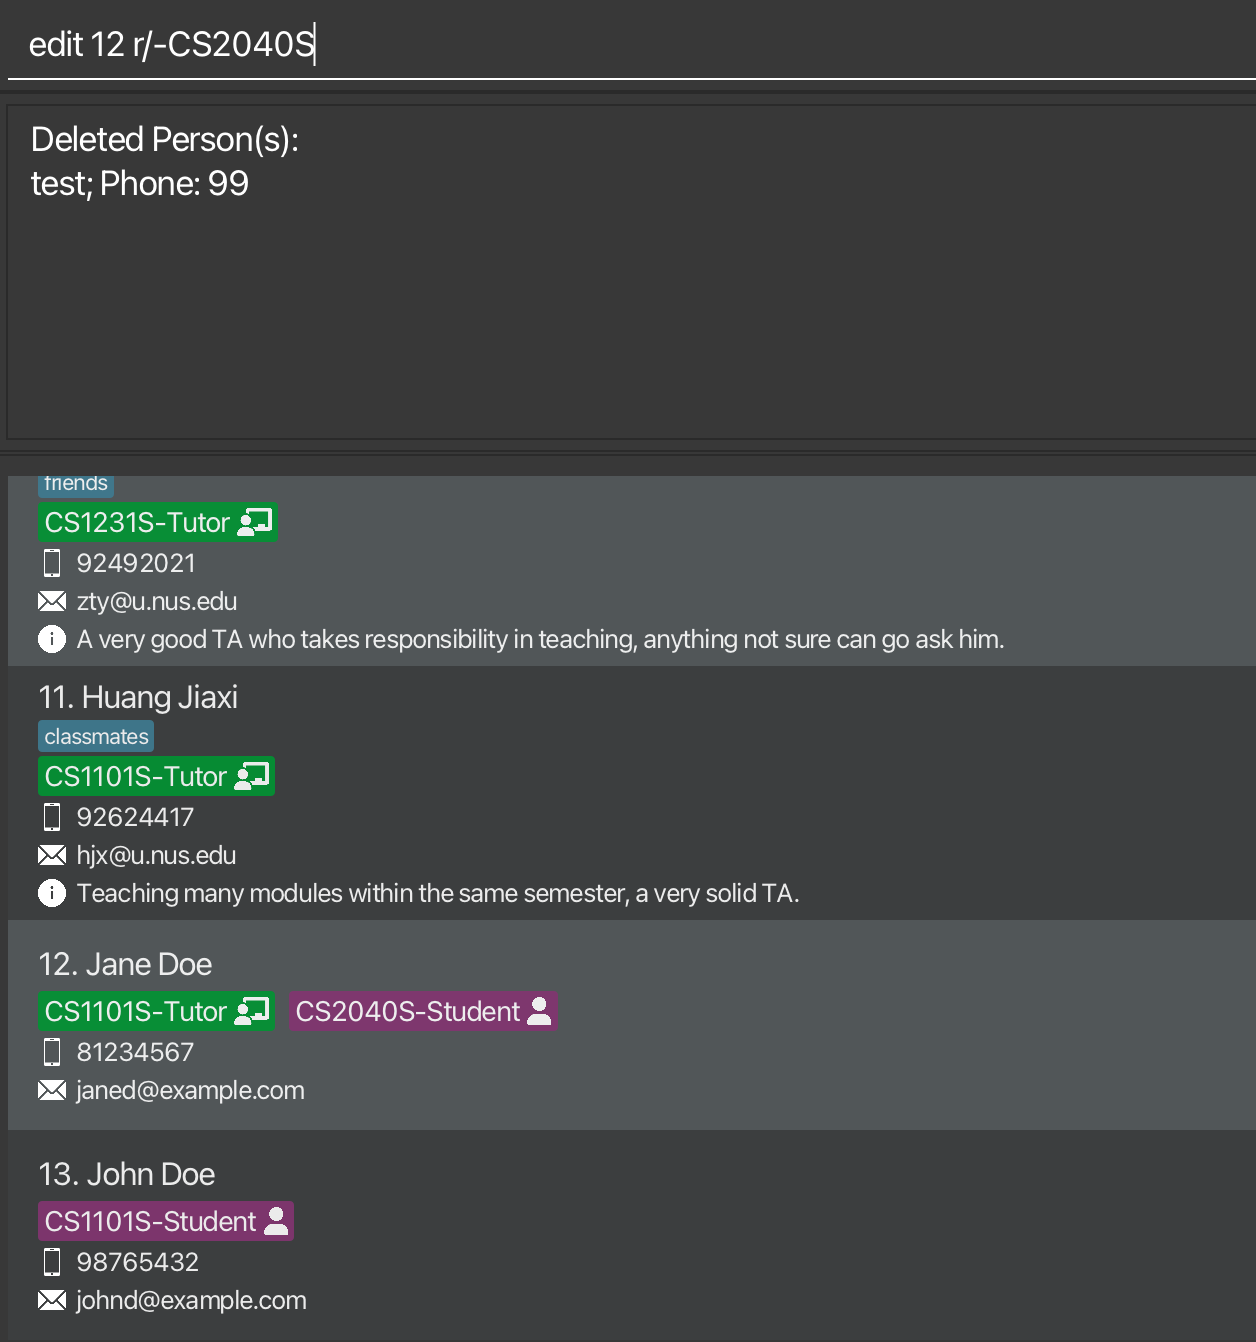 edit 12 r/-CS2040S
Deleted Person(s):
test; Phone: 99
friends
CS1231S-Tutor
92492021
zty@u.nus.edu
A very good TA who takes responsibility in teaching, anything not sure can go ask him.
11. Huang Jiaxi
classmates
CS1101S-Tutor
92624417
hjx@u.nus.edu
Teaching many modules within the same semester, a very solid TA.
12. Jane Doe
CS1101S-Tutor CS2040S-Student
81234567
janed@example.com
13. John Doe
CS1101S-Student
98765432
johnd@example.com